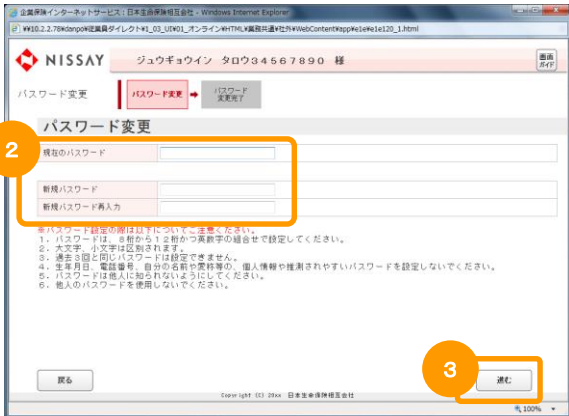 企業保険インターネットサービス：日本生命保険相互会社 - Windows Internet Explorer
NISSAY
ジュウギョウイン タロウ34567890 様
画面
ガイド
パスワード変更
パスワード変更
パスワード
変更完了
パスワード変更
2
現在のパスワード
新規パスワード
新規パスワード再入力
※パスワード設定の際は以下についてご注意ください。
1．パスワードは、8桁から12桁かつ英数字の組合せで設定してください。
2．大文字、小文字は区別されます。
3．過去3回と同じパスワードは設定できません。
4．生年月日、電話番号、自分の名前や愛称等の、個人情報や推測されやすいパスワードを設定しないでください。
5．パスワードは他人に知られないようにしてください。
6．他人のパスワードを使用しないでください。
3
戻る
進む
Copyright (C) 20xx 日本生命保険相互会社
100%